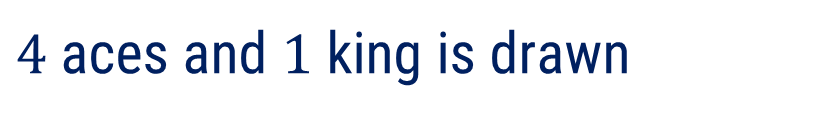 4 aces and 1 king is drawn